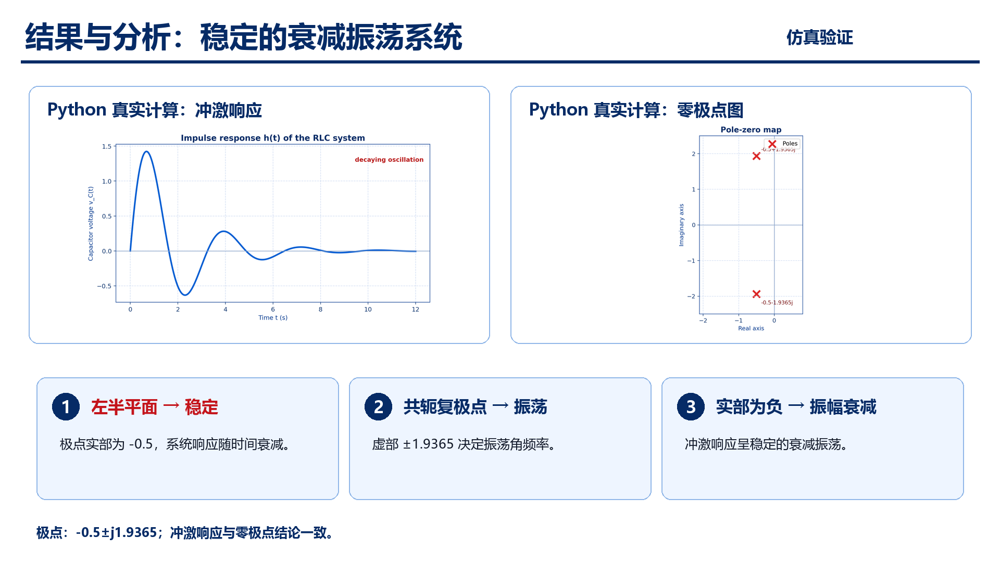 结果与分析：稳定的衰减振荡系统
仿真验证
Python 真实计算：冲激响应
Impulse response h(t) of the RLC system
decaying oscillation
Capacitor voltage v_C(t)
1.5
1.0
0.5
0.0
−0.5
0 2 4 6 8 10 12
Time t (s)
Python 真实计算：零极点图
Pole-zero map
Poles
-0.5+1.9365j
Imaginary axis
2
1
0
−1
−2
-0.5-1.9365j
−2 −1 0
Real axis
1 左半平面 → 稳定
极点实部为 -0.5，系统响应随时间衰减。
2 共轭复极点 → 振荡
虚部 ±1.9365 决定振荡角频率。
3 实部为负 → 振幅衰减
冲激响应呈稳定的衰减振荡。
极点：-0.5±j1.9365；冲激响应与零极点结论一致。